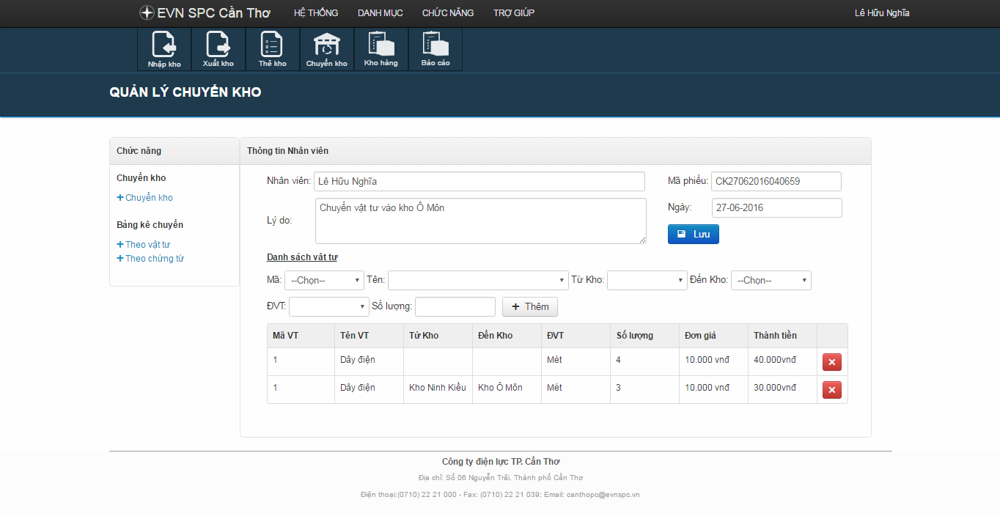 EVN SPC Cần Thơ HỆ THỐNG DANH MỤC CHỨC NĂNG TRỢ GIÚP Lê Hữu Nghĩa
Nhập kho Xuất kho Thẻ kho Chuyển kho Kho hàng Báo cáo
QUẢN LÝ CHUYỂN KHO
Chức năng
Chuyển kho
+ Chuyển kho
Bảng kê chuyển
+ Theo vật tư
+ Theo chứng từ
Thông tin Nhân viên
Nhân viên: Lê Hữu Nghĩa Mã phiếu: CK27062016040659
Lý do: Chuyển vật tư vào kho Ô Môn Ngày: 27-06-2016
Lưu
Danh sách vật tư
Mã: --Chọn-- Tên: Từ Kho: Đến Kho: --Chọn--
ĐVT: Số lượng: + Thêm
Mã VT Tên VT Từ Kho Đến Kho ĐVT Số lượng Đơn giá Thành tiền
1 Dây điện Mét 4 10.000 vnđ 40.000vnđ
1 Dây điện Kho Ninh Kiều Kho Ô Môn Mét 3 10.000 vnđ 30.000vnđ
Công ty điện lực TP. Cần Thơ
Địa chỉ: Số 06 Nguyễn Trãi, Thành phố Cần Thơ
Điện thoại:(0710) 22 21 000 - Fax: (0710) 22 21 039; Email: canthopc@evnspc.vn